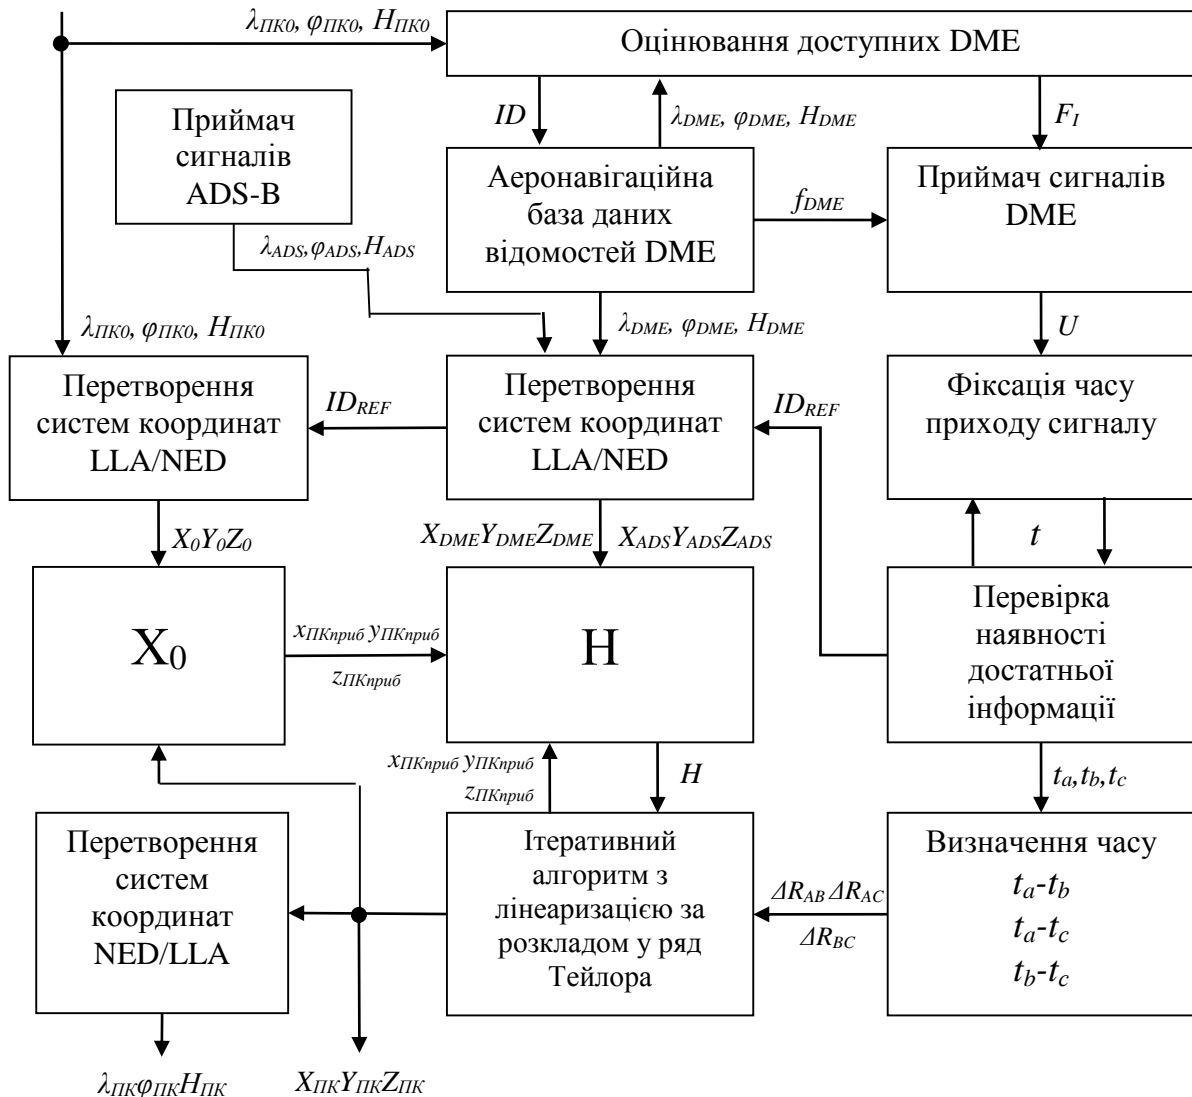 λПК0, φПК0, HПК0
Оцінювання доступних DME
Приймач
сигналів
ADS-B
ID
λDME, φDME, HDME
FI
Аеронавігаційна
база даних
відомостей DME
fDME
Приймач сигналів
DME
λADS,φADS,HADS
λПК0, φПК0, HПК0
λDME, φDME, HDME
U
Перетворення
систем координат
LLA/NED
IDREF
Перетворення
систем координат
LLA/NED
IDREF
Фіксація часу
приходу сигналу
X0Y0Z0
XDMEYDMEZDME
XADSYADSZADS
t
X0
xПКприб yПКприб
zПКприб
H
Перевірка
наявності
достатньої
інформації
xПКприб yПКприб
zПКприб
H
ta,tb,tc
Перетворення
систем
координат
NED/LLA
Ітеративний
алгоритм з
лінеаризацією за
розкладом у ряд
Тейлора
ΔRAB ΔRAC
ΔRBC
Визначення часу
ta-tb
ta-tc
tb-tc
λПКφПКHПК
XПКYПКZПК